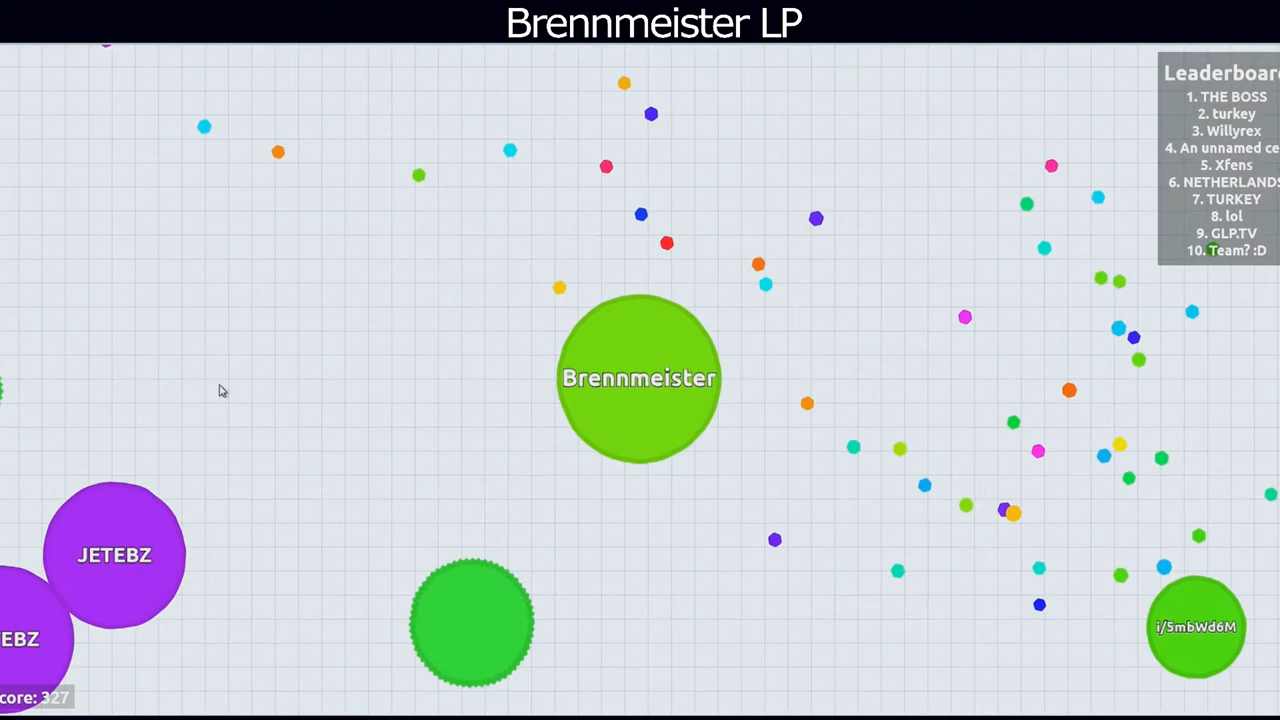 Brennmeister LP
Leaderboar
1. THE BOSS
2. turkey
3. Willyrex
4. An unnamed ce
5. Xfens
6. NETHERLANDS
7. TURKEY
8. lol
9. GLP.TV
10. Team? :D
Brennmeister
JETEBZ
EBZ
i/5mbWd6M
core: 327